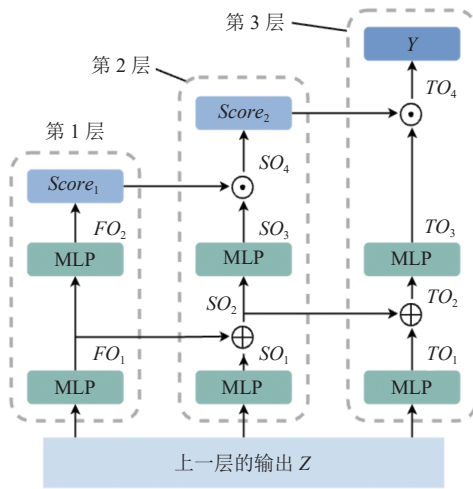 第 3 层
Y
第 2 层
TO₄
Score₂
第 1 层
SO₄
Score₁
FO₂
SO₃
TO₃
MLP
MLP
MLP
SO₂
TO₂
FO₁
SO₁
TO₁
MLP
MLP
MLP
上一层的输出 Z